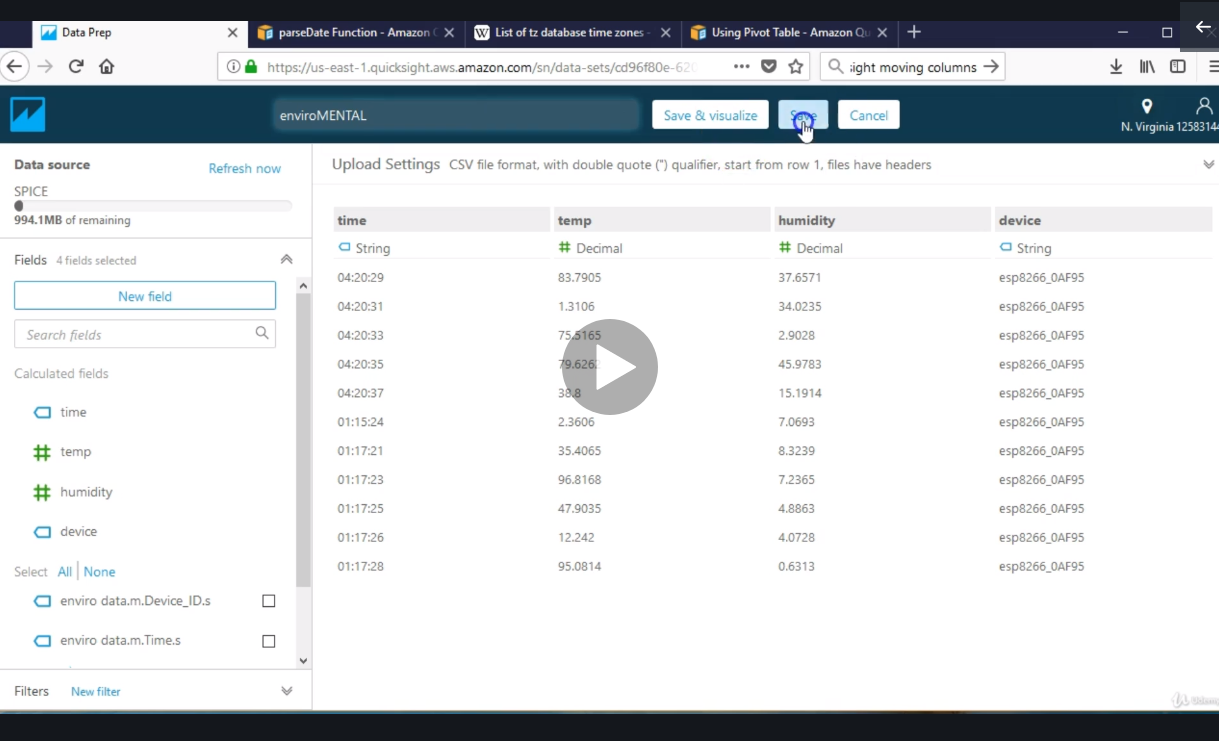 Data Prep
parseDate Function - Amazon
List of tz database time zones -
Using Pivot Table - Amazon Qu
https://us-east-1.quicksight.aws.amazon.com/sn/data-sets/cd96f80e-620
sight moving columns
enviroMENTAL
Save & visualize
Save
Cancel
N. Virginia 1258314
Data source
Refresh now
SPICE
994.1MB of remaining
Upload Settings CSV file format, with double quote (") qualifier, start from row 1, files have headers
Fields 4 fields selected
New field
Search fields
Calculated fields
time
temp
humidity
device
Select All None
enviro data.m.Device_ID.s
enviro data.m.Time.s
Filters New filter
time temp humidity device
String # Decimal # Decimal String
04:20:29 83.7905 37.6571 esp8266_0AF95
04:20:31 1.3106 34.0235 esp8266_0AF95
04:20:33 75.5165 2.9028 esp8266_0AF95
04:20:35 79.626 45.9783 esp8266_0AF95
04:20:37 38.8 15.1914 esp8266_0AF95
01:15:24 2.3606 7.0693 esp8266_0AF95
01:17:21 35.4065 8.3239 esp8266_0AF95
01:17:23 96.8168 7.2365 esp8266_0AF95
01:17:25 47.9035 4.8863 esp8266_0AF95
01:17:26 12.242 4.0728 esp8266_0AF95
01:17:28 95.0814 0.6313 esp8266_0AF95